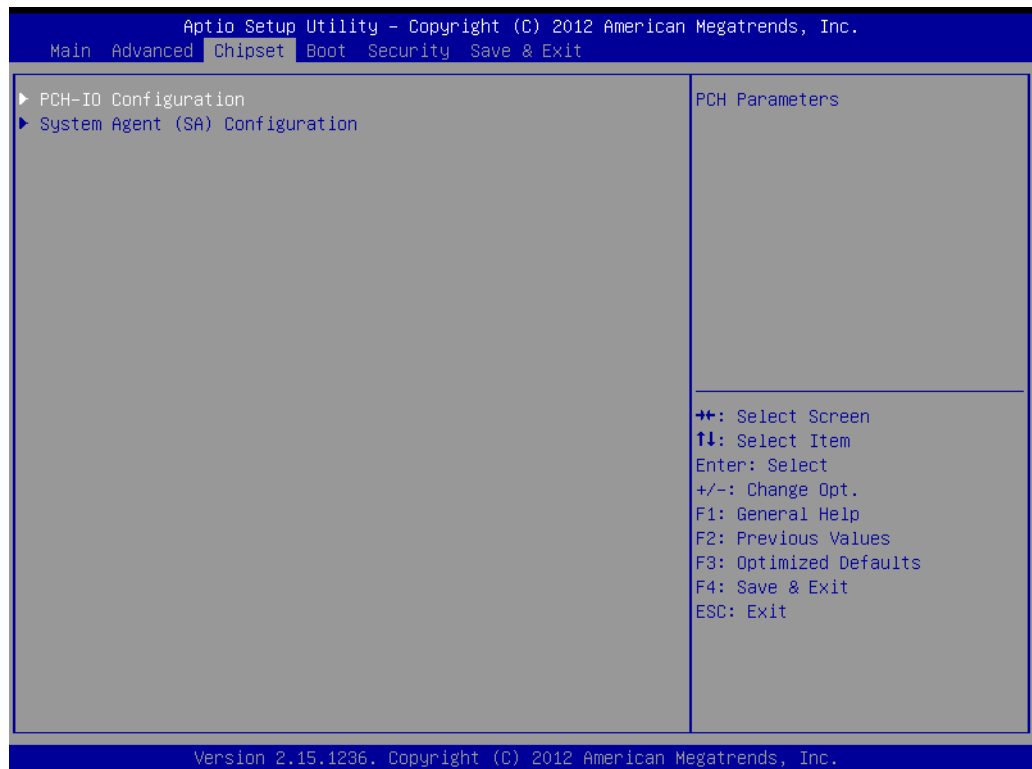 Aptio Setup Utility – Copyright (C) 2012 American Megatrends, Inc.
Main Advanced Chipset Boot Security Save & Exit
▶ PCH-IO Configuration
▶ System Agent (SA) Configuration
PCH Parameters
→←: Select Screen
↑↓: Select Item
Enter: Select
+/-: Change Opt.
F1: General Help
F2: Previous Values
F3: Optimized Defaults
F4: Save & Exit
ESC: Exit
Version 2.15.1236. Copyright (C) 2012 American Megatrends, Inc.